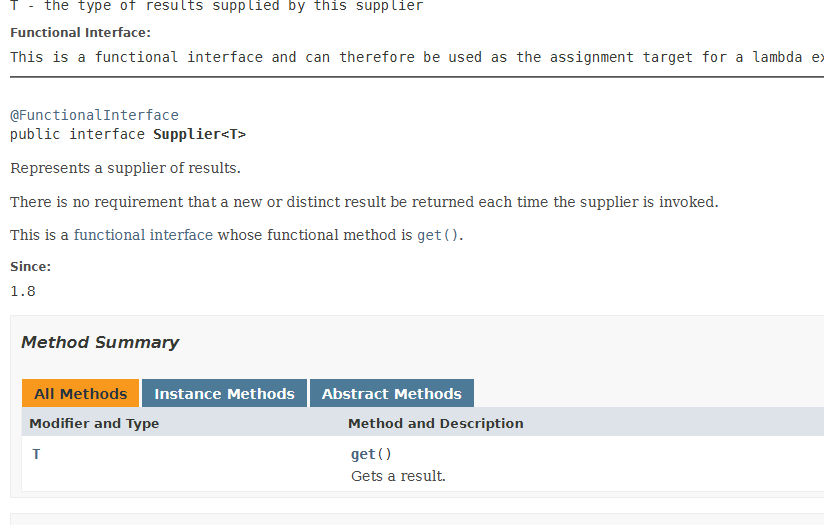 T - the type of results supplied by this supplier
Functional Interface:
This is a functional interface and can therefore be used as the assignment target for a lambda
@FunctionalInterface
public interface Supplier<T>
Represents a supplier of results.
There is no requirement that a new or distinct result be returned each time the supplier is invoked.
This is a functional interface whose functional method is get().
Since:
1.8
Method Summary
All Methods Instance Methods Abstract Methods
Modifier and Type Method and Description
T get()
Gets a result.